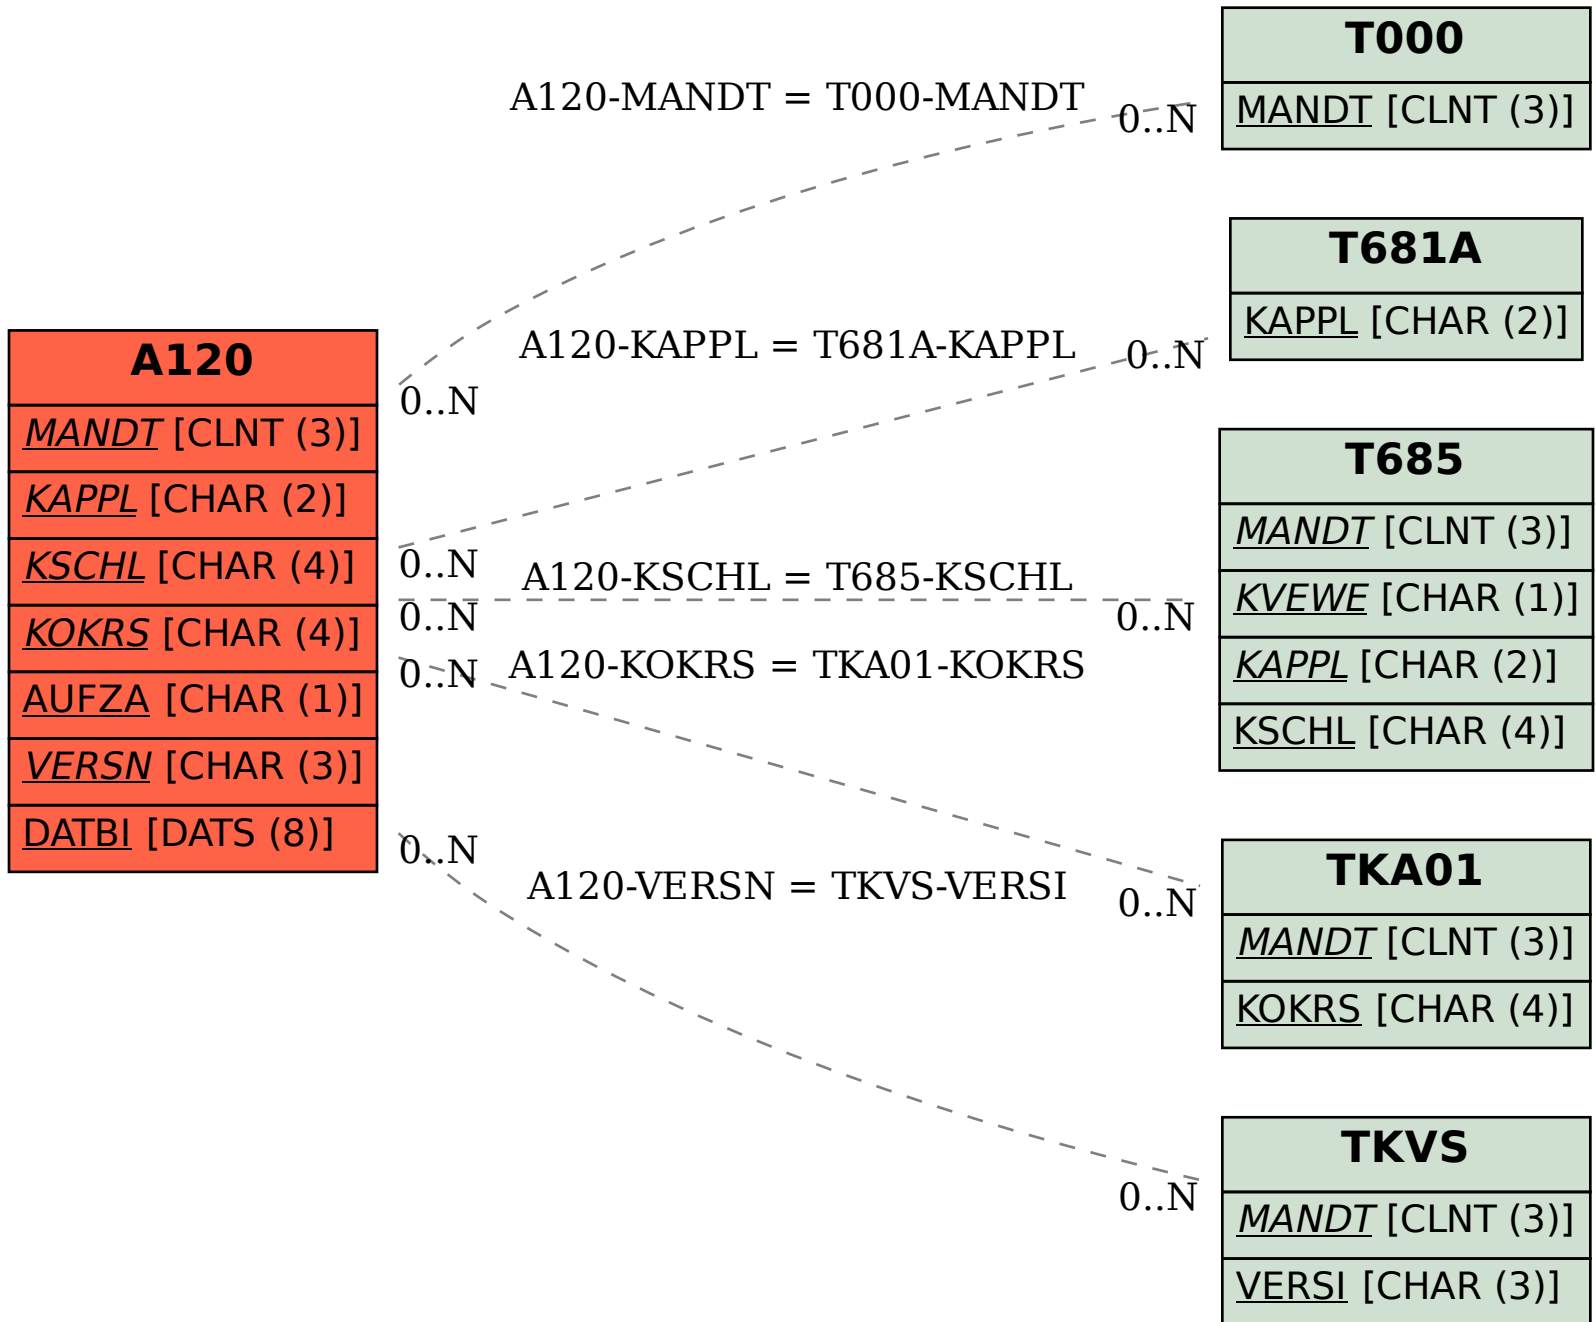 A120
MANDT [CLNT (3)]
KAPPL [CHAR (2)]
KSCHL [CHAR (4)]
KOKRS [CHAR (4)]
AUFZA [CHAR (1)]
VERSN [CHAR (3)]
DATBI [DATS (8)]
A120-MANDT = T000-MANDT
0..N
0..N
A120-KAPPL = T681A-KAPPL
0..N
0..N
A120-KSCHL = T685-KSCHL
0..N
0..N
A120-KOKRS = TKA01-KOKRS
0..N
0..N
A120-VERSN = TKVS-VERSI
0..N
0..N
T000
MANDT [CLNT (3)]
T681A
KAPPL [CHAR (2)]
T685
MANDT [CLNT (3)]
KVEWE [CHAR (1)]
KAPPL [CHAR (2)]
KSCHL [CHAR (4)]
TKA01
MANDT [CLNT (3)]
KOKRS [CHAR (4)]
TKVS
MANDT [CLNT (3)]
VERSI [CHAR (3)]